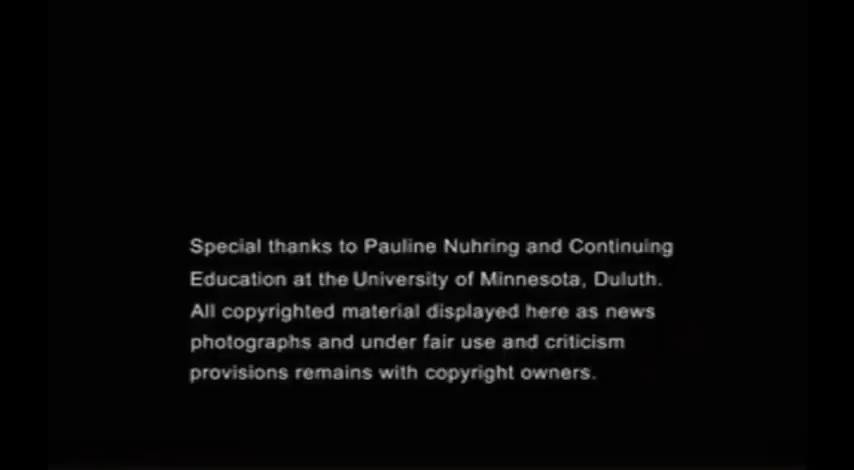 Special thanks to Pauline Nuhring and Continuing
Education at the University of Minnesota, Duluth.
All copyrighted material displayed here as news
photographs and under fair use and criticism
provisions remains with copyright owners.